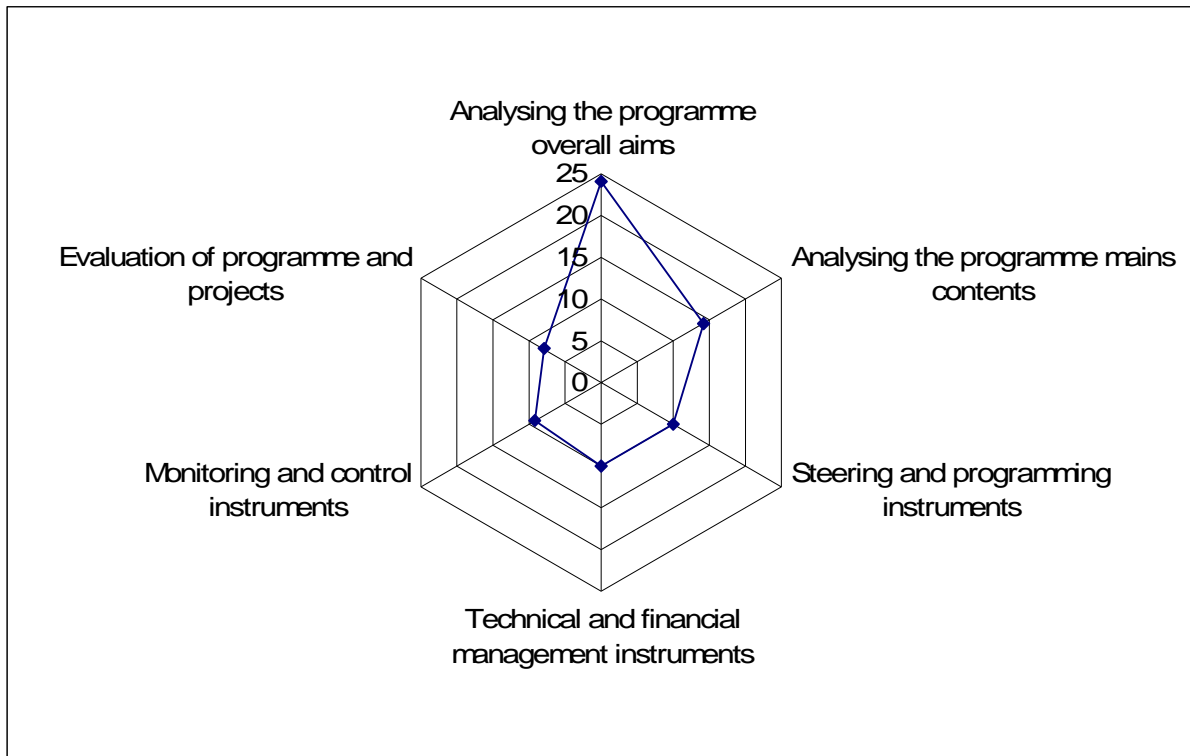 Analysing the programme
overall aims
25
20
15
10
5
0
Analysing the programme mains
contents
Steering and programming
instruments
Technical and financial
management instruments
Monitoring and control
instruments
Evaluation of programme and
projects